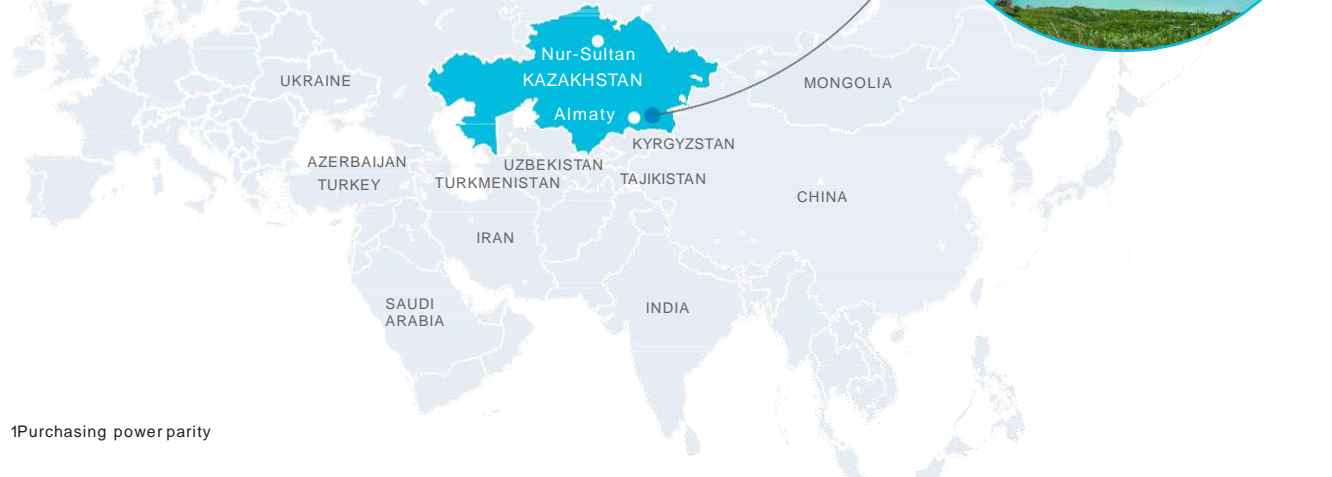 Nur-Sultan
UKRAINE
KAZAKHSTAN
MONGOLIA
Almaty
KYRGYZSTAN
AZERBAIJAN
UZBEKISTAN
TURKEY
TURKMENISTAN
TAJIKISTAN
CHINA
IRAN
SAUDI
ARABIA
INDIA
1Purchasing power parity